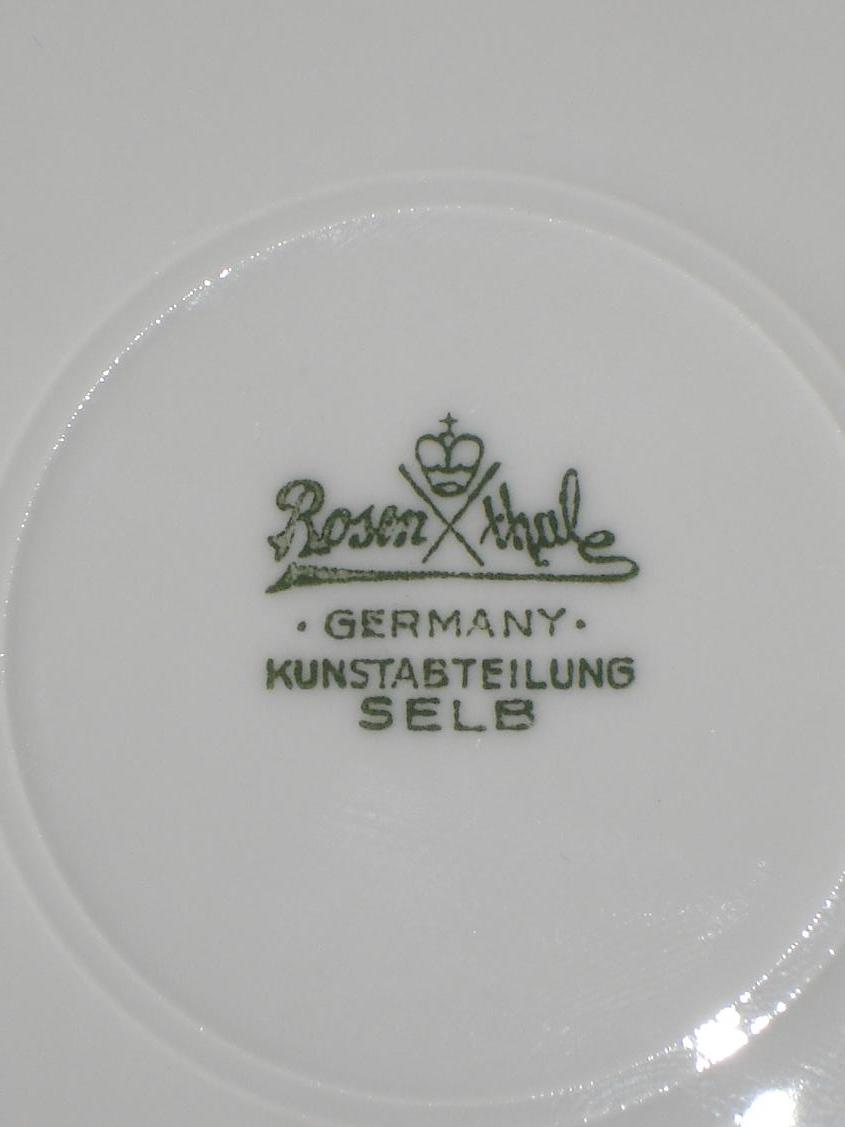 Rosenthal
· GERMANY ·
KUNSTABTEILUNG
SELB